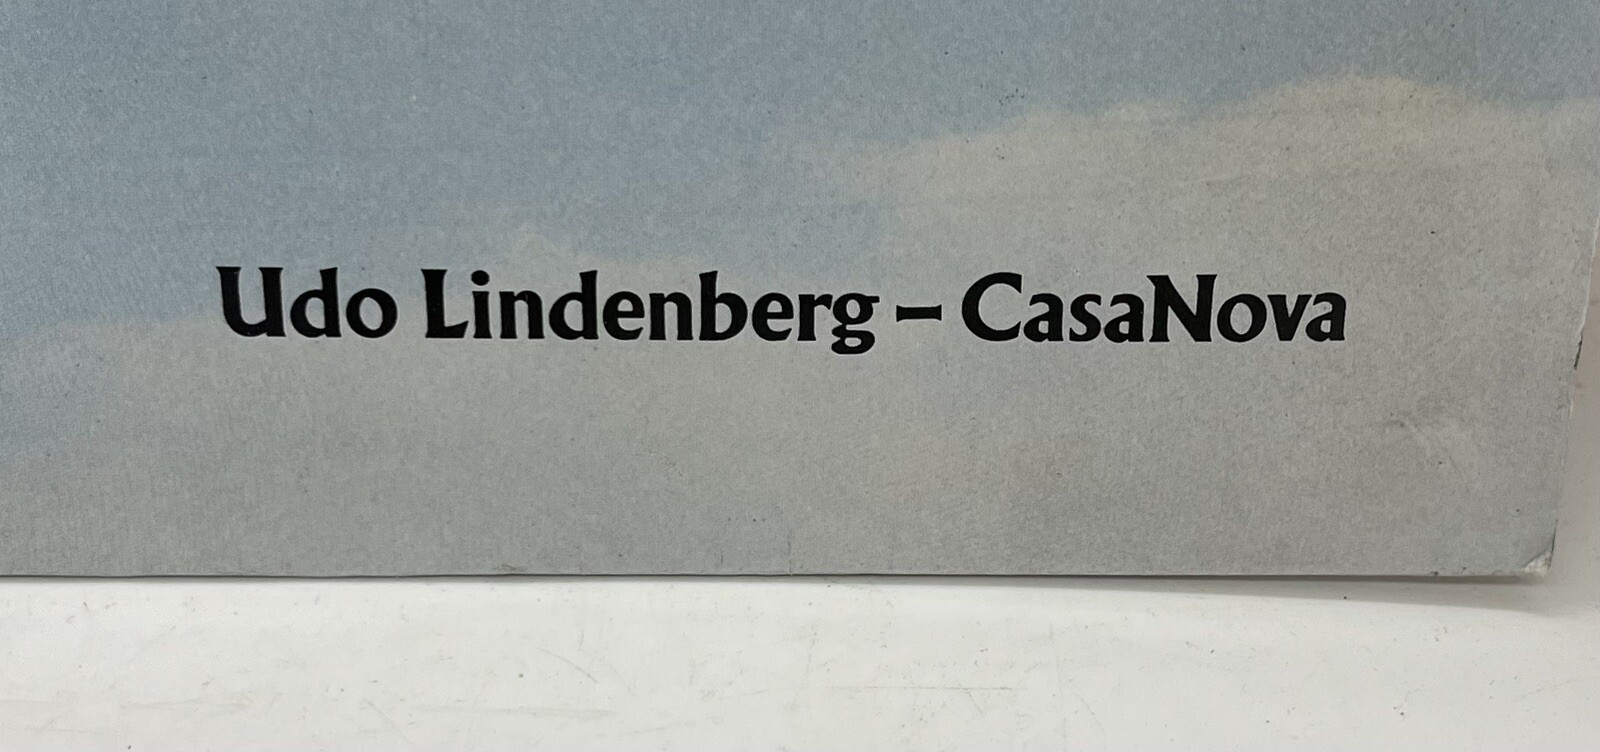 Udo Lindenberg – CasaNova